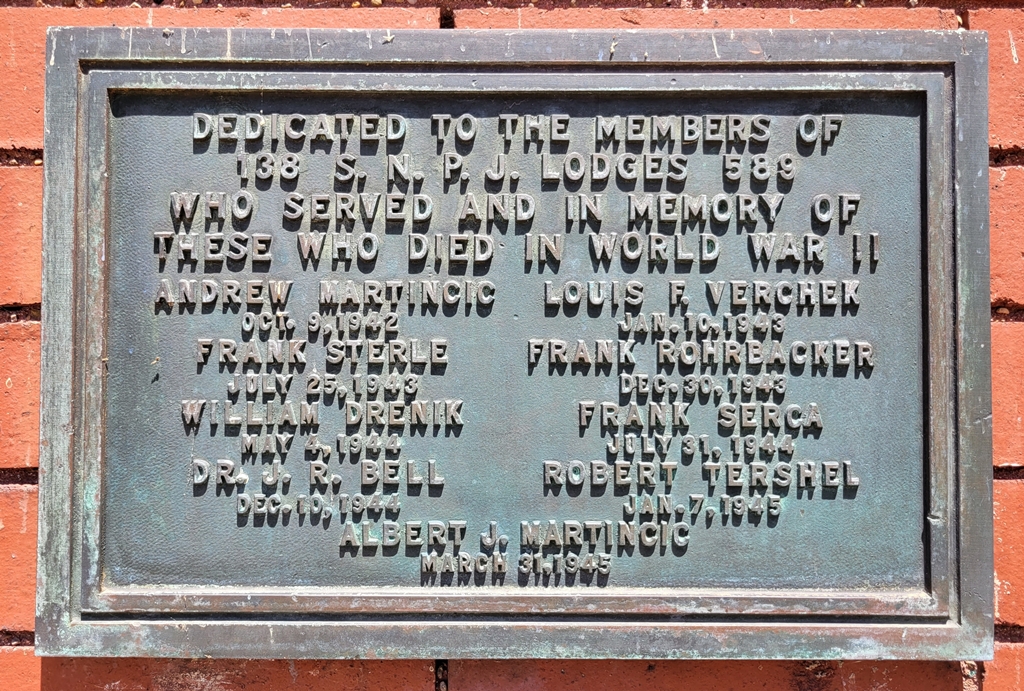 DEDICATED TO THE MEMBERS OF
138 S. N. P. J. LODGES 589
WHO SERVED AND IN MEMORY OF
THESE WHO DIED IN WORLD WAR II
ANDREW MARTINCIC LOUIS F. VERCHEK
OCT. 9, 1942 JAN. 10, 1943
FRANK STERLE FRANK ROHRBACKER
JULY 25, 1943 DEC. 30, 1943
WILLIAM DRENIK FRANK SERCA
MAY 4, 1944 JULY 31, 1944
DR. J. R. BELL ROBERT TERSHEL
DEC. 10, 1944 JAN. 7, 1945
ALBERT J. MARTINCIC
MARCH 31, 1945